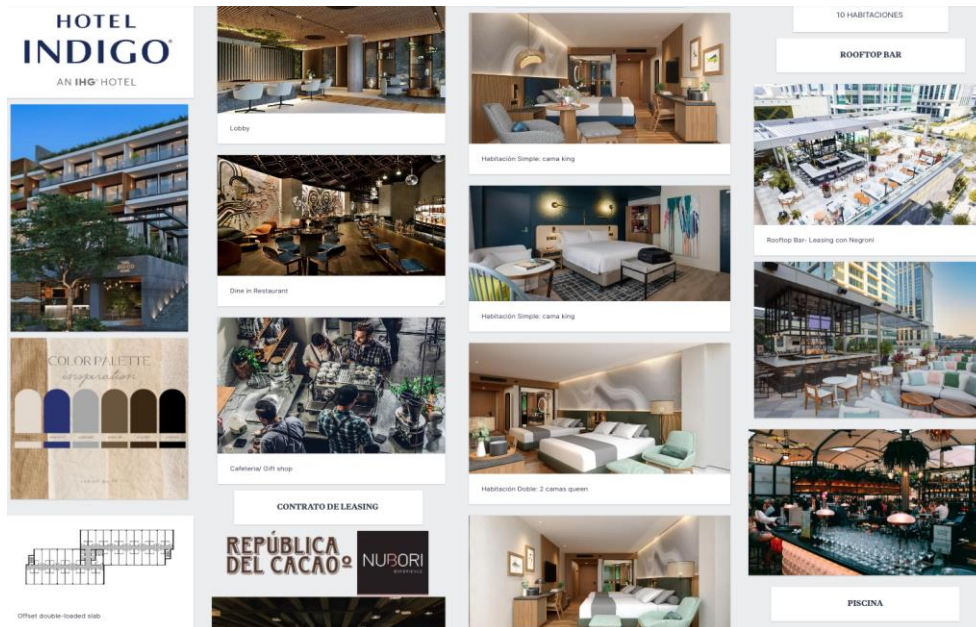 HOTEL
INDIGO®
AN IHG® HOTEL
COLOR PALETTE
inspiration
Offset double-loaded slab
Lobby
Dine in Restaurant
Cafetería/ Gift shop
CONTRATO DE LEASING
REPÚBLICA
DEL CACAOº
NUBORI
Habitación Simple: cama king
Habitación Simple: cama king
Habitación Doble: 2 camas queen
10 HABITACIONES
ROOFTOP BAR
Rooftop Bar- Leasing con Negroni
PISCINA